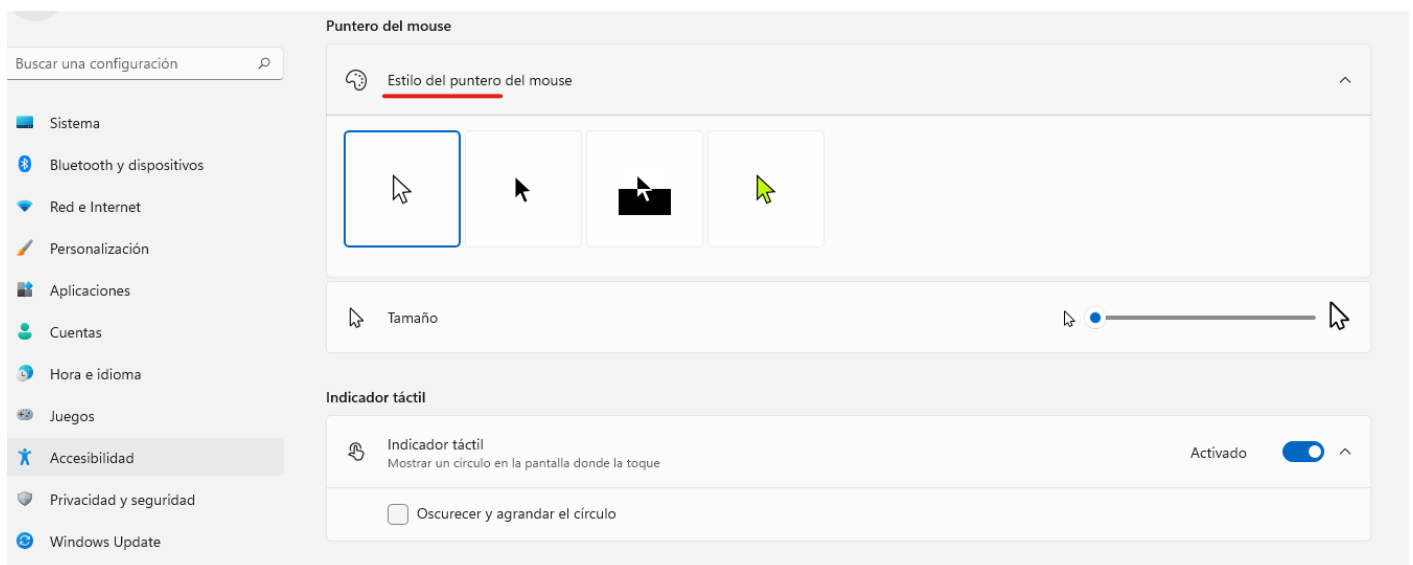 Buscar una configuración
Sistema
Bluetooth y dispositivos
Red e Internet
Personalización
Aplicaciones
Cuentas
Hora e idioma
Juegos
Accesibilidad
Privacidad y seguridad
Windows Update
Puntero del mouse
Estilo del puntero del mouse
Tamaño
Indicador táctil
Indicador táctil
Mostrar un círculo en la pantalla donde la toque
Activado
Oscurecer y agrandar el círculo